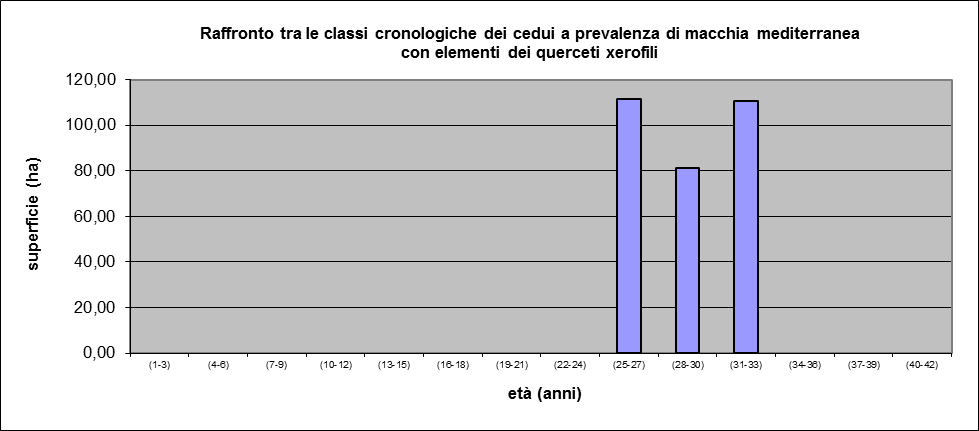 Raffronto tra le classi cronologiche dei cedui a prevalenza di macchia mediterranea
con elementi dei querceti xerofili
superficie (ha)
120,00
100,00
80,00
60,00
40,00
20,00
0,00
(1-3) (4-6) (7-9) (10-12) (13-15) (16-18) (19-21) (22-24) (25-27) (28-30) (31-33) (34-36) (37-39) (40-42)
età (anni)